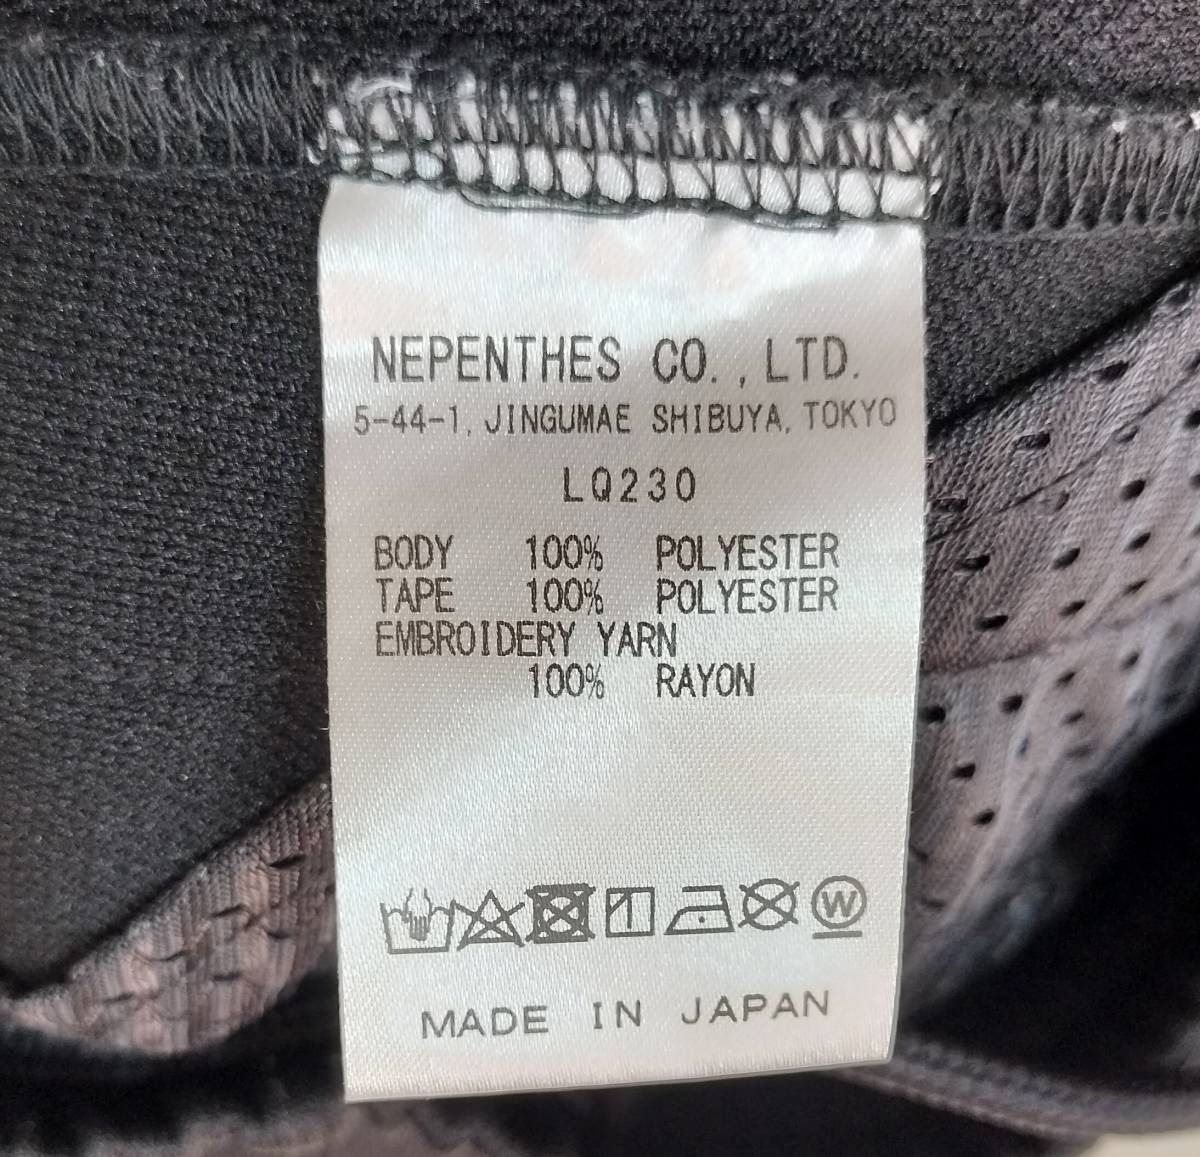 NEPENTHES CO., LTD.
5-44-1, JINGUMAE SHIBUYA, TOKYO
LQ230
BODY 100% POLYESTER
TAPE 100% POLYESTER
EMBROIDERY YARN
100% RAYON
W
MADE IN JAPAN